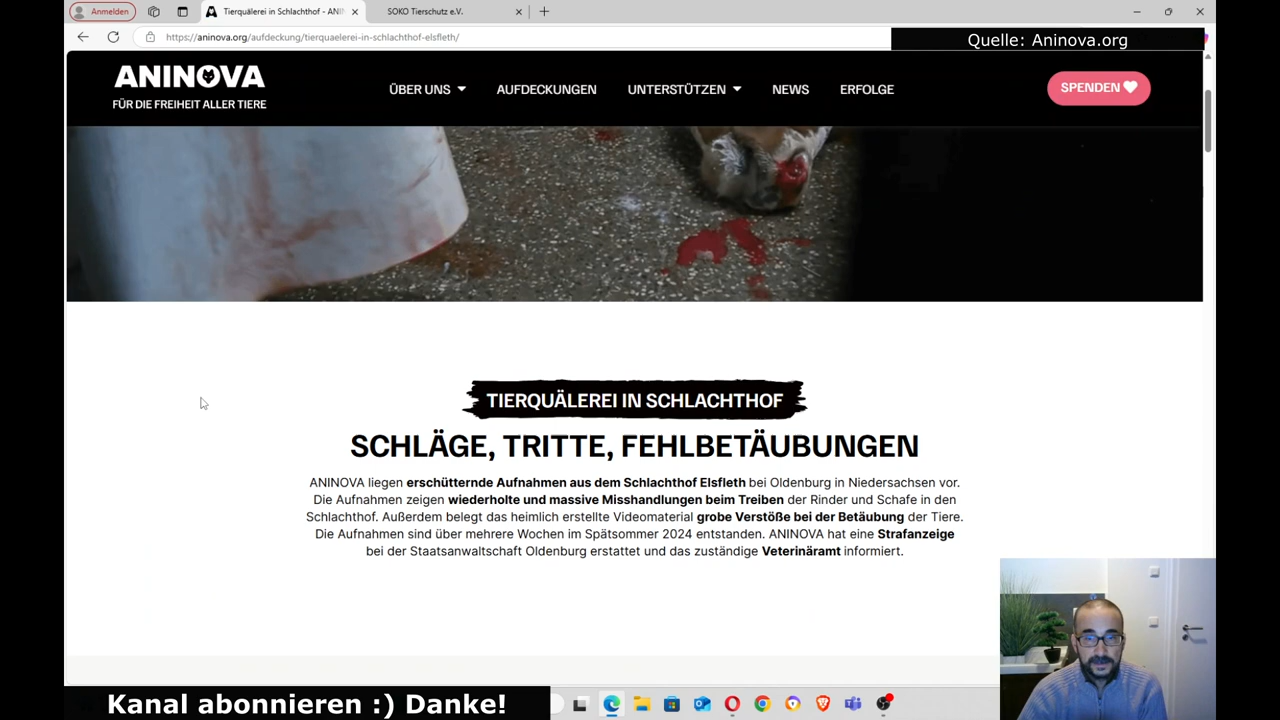 Anmelden
Tierquälerei in Schlachthof - ANI
SOKO Tierschutz e.V.
https://aninova.org/aufdeckung/tierquaelerei-in-schlachthof-elsfleth/
Quelle: Aninova.org
ANINOVA
FÜR DIE FREIHEIT ALLER TIERE
ÜBER UNS
AUFDECKUNGEN
UNTERSTÜTZEN
NEWS
ERFOLGE
SPENDEN
TIERQUÄLEREI IN SCHLACHTHOF
SCHLÄGE, TRITTE, FEHLBETÄUBUNGEN
ANINOVA liegen erschütternde Aufnahmen aus dem Schlachthof Elsfleth bei Oldenburg in Niedersachsen vor.
Die Aufnahmen zeigen wiederholte und massive Misshandlungen beim Treiben der Rinder und Schafe in den
Schlachthof. Außerdem belegt das heimlich erstellte Videomaterial grobe Verstöße bei der Betäubung der Tiere.
Die Aufnahmen sind über mehrere Wochen im Spätsommer 2024 entstanden. ANINOVA hat eine Strafanzeige
bei der Staatsanwaltschaft Oldenburg erstattet und das zuständige Veterinäramt informiert.
Kanal abonnieren :) Danke!